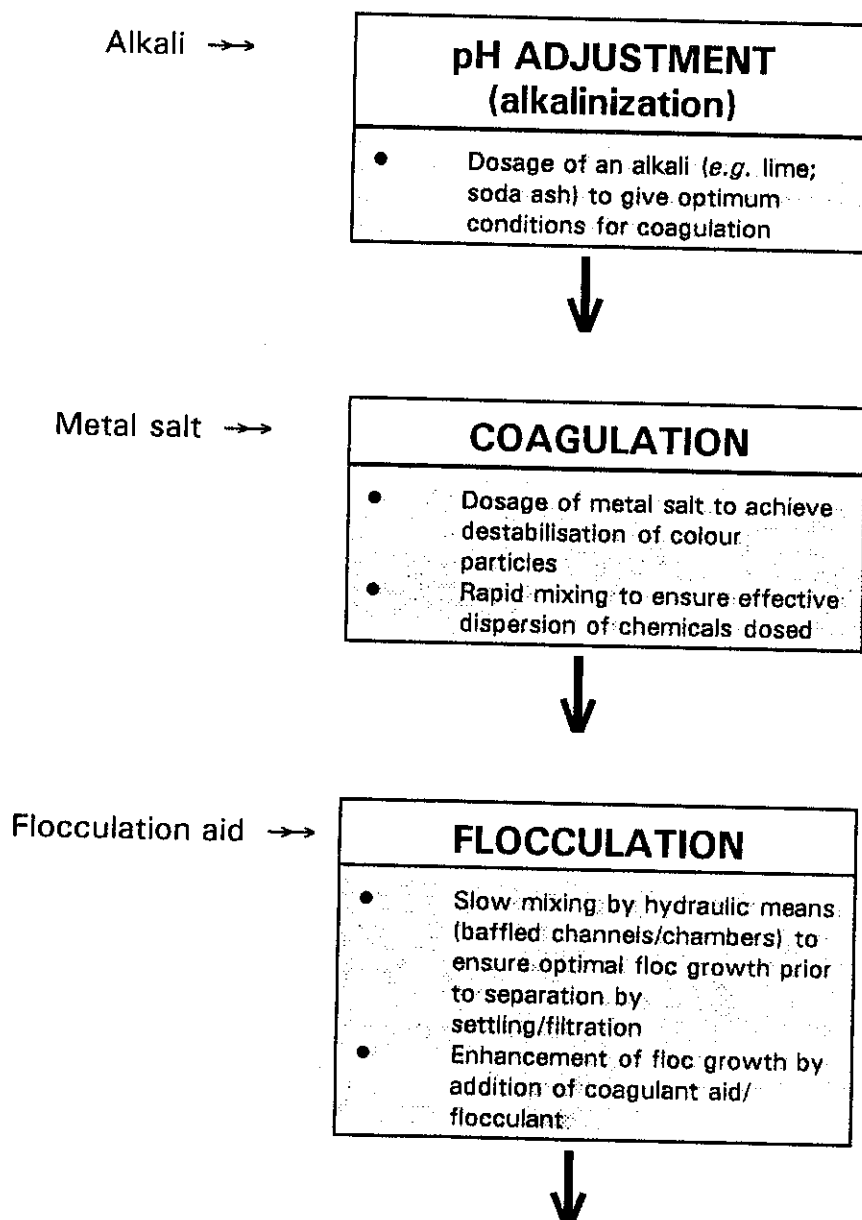 Alkali →→
pH ADJUSTMENT
(alkalinization)
• Dosage of an alkali (e.g. lime;
soda ash) to give optimum
conditions for coagulation
Metal salt →→
COAGULATION
• Dosage of metal salt to achieve
destabilisation of colour
particles
• Rapid mixing to ensure effective
dispersion of chemicals dosed
Flocculation aid →→
FLOCCULATION
• Slow mixing by hydraulic means
(baffled channels/chambers) to
ensure optimal floc growth prior
to separation by
settling/filtration
• Enhancement of floc growth by
addition of coagulant aid/
flocculant